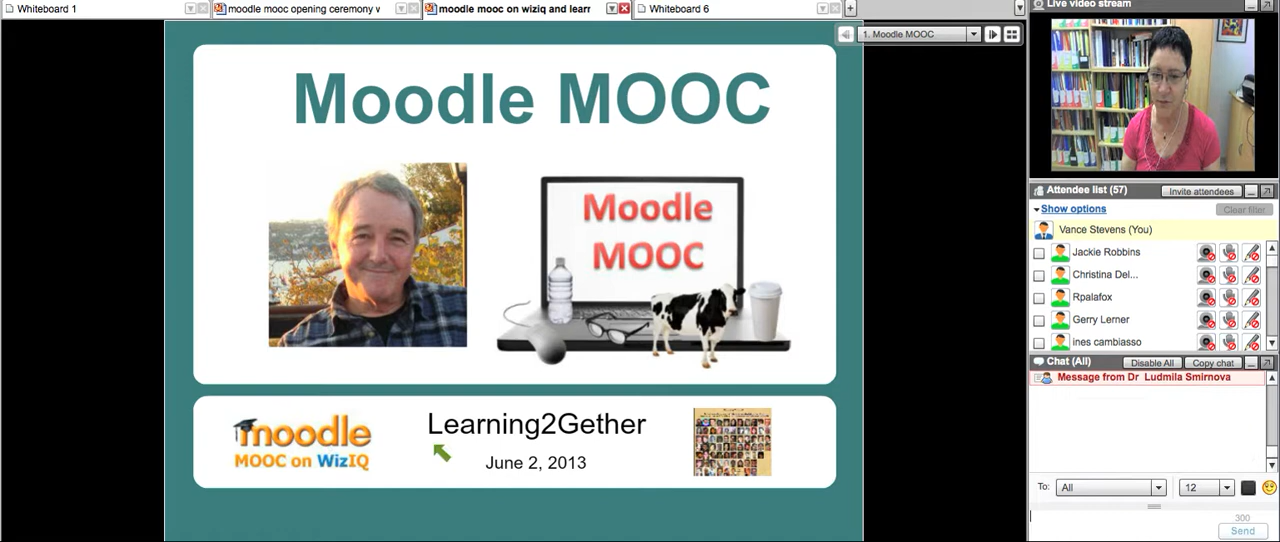 Whiteboard 1
moodle mooc opening ceremony v
moodle mooc on wiziq and learr
Whiteboard 6
+
1. Moodle MOOC
Moodle MOOC
Moodle
MOOC
moodle
MOOC on WizIQ
Learning2Gether
June 2, 2013
Live video stream
Attendee list (57)
Invite attendees
Show options
Clear filter
Vance Stevens (You)
Jackie Robbins
Christina Del...
Rpalafox
Gerry Lerner
ines cambiasso
Chat (All)
Disable All
Copy chat
Message from Dr Ludmila Smirnova
To:
All
12
300
Send